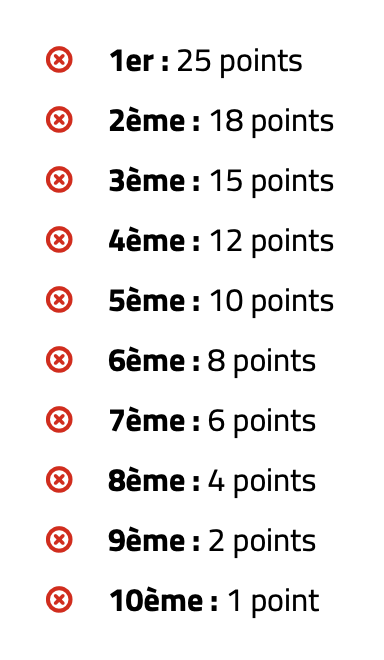 1er : 25 points
2ème : 18 points
3ème : 15 points
4ème : 12 points
5ème : 10 points
6ème : 8 points
7ème : 6 points
8ème : 4 points
9ème : 2 points
10ème : 1 point